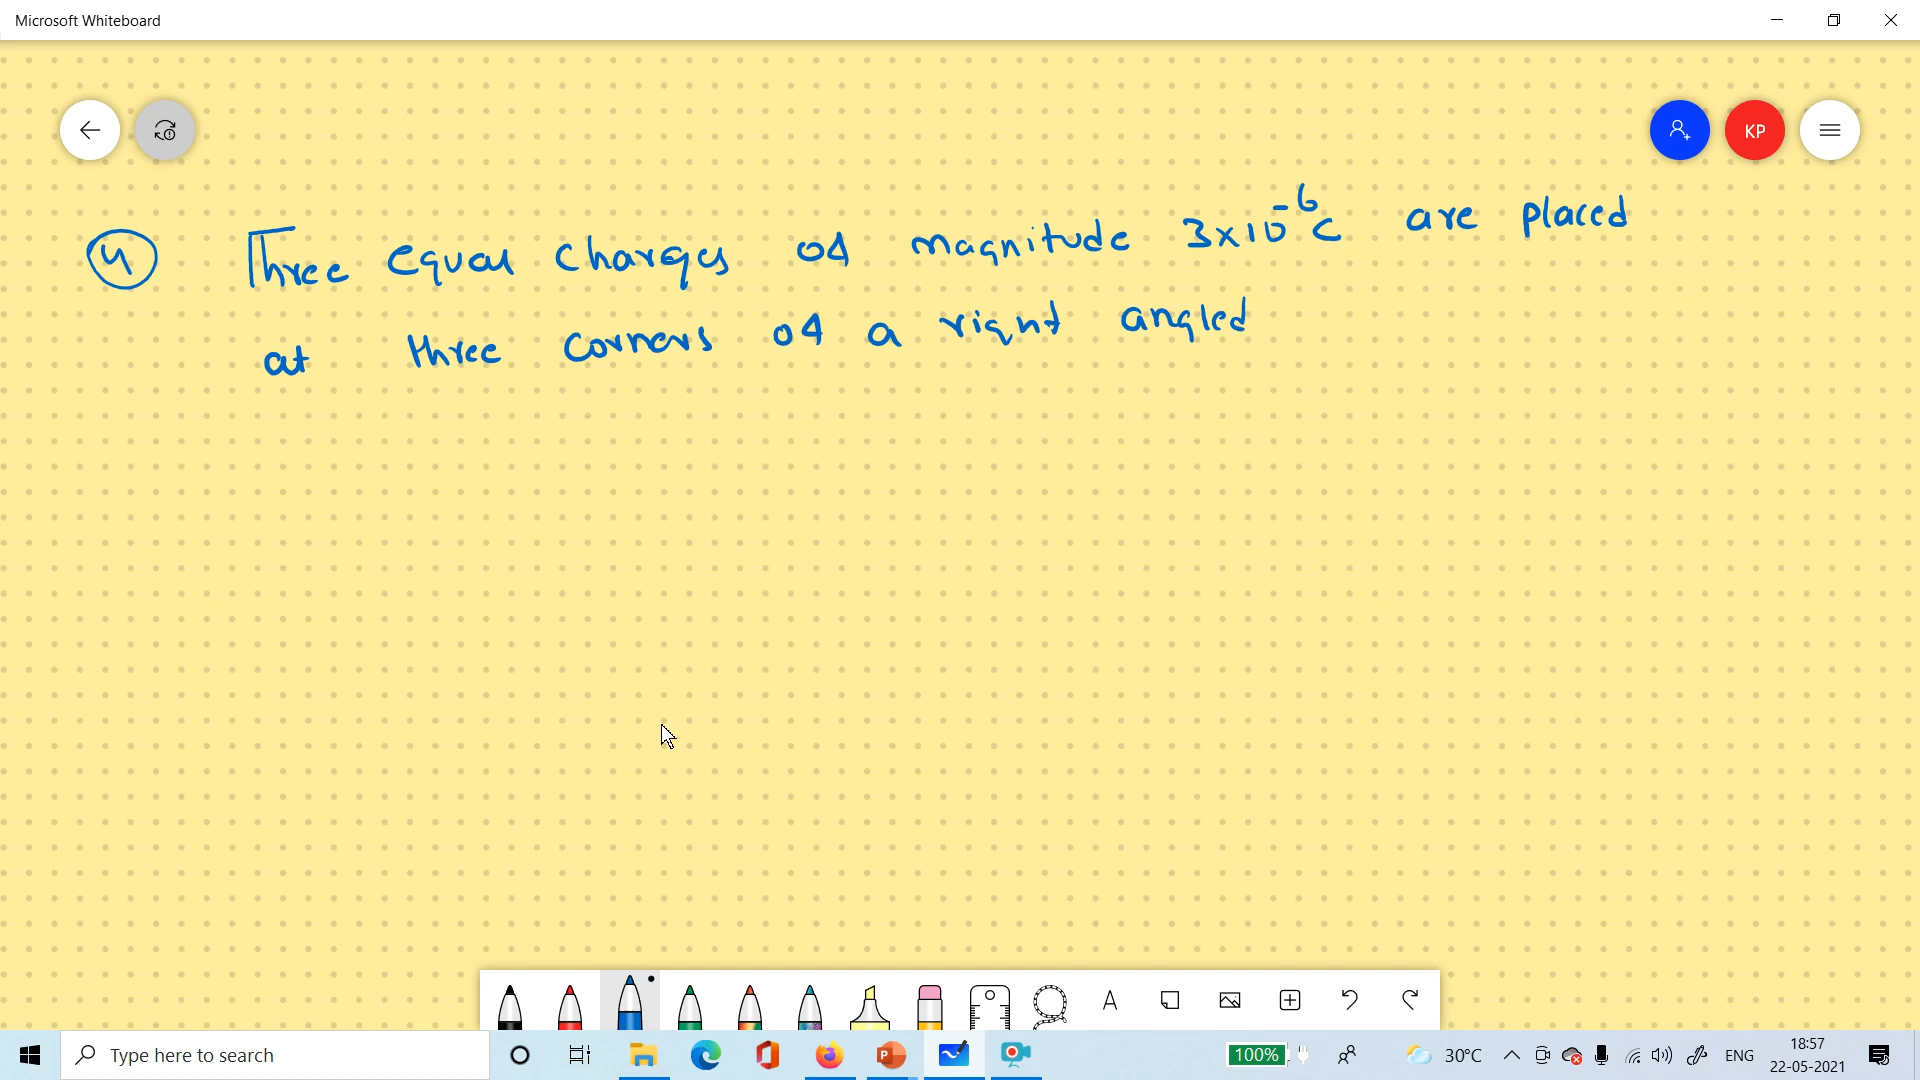 Microsoft Whiteboard
KP
4 Three equal charges of magnitude 3x10⁻⁶C are placed
at three corners of a right angled
A
Type here to search
100%
30°C
ENG
18:57
22-05-2021